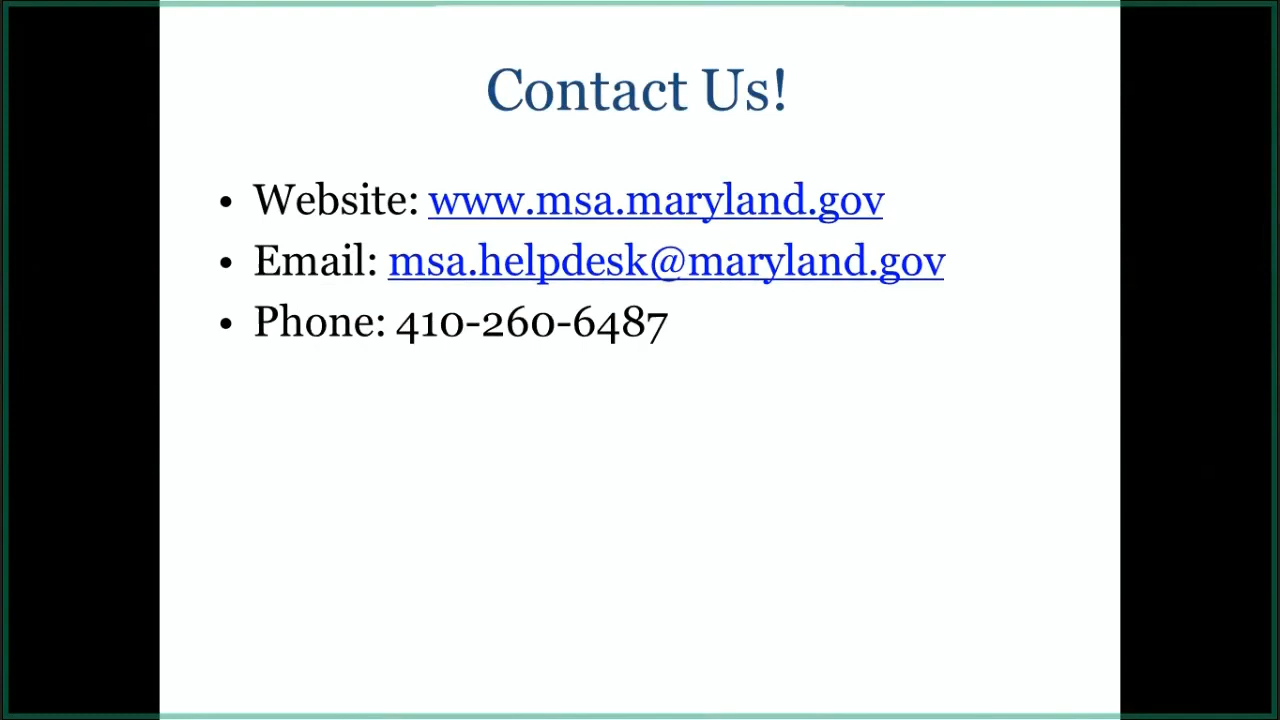 Contact Us!
• Website: www.msa.maryland.gov
• Email: msa.helpdesk@maryland.gov
• Phone: 410-260-6487